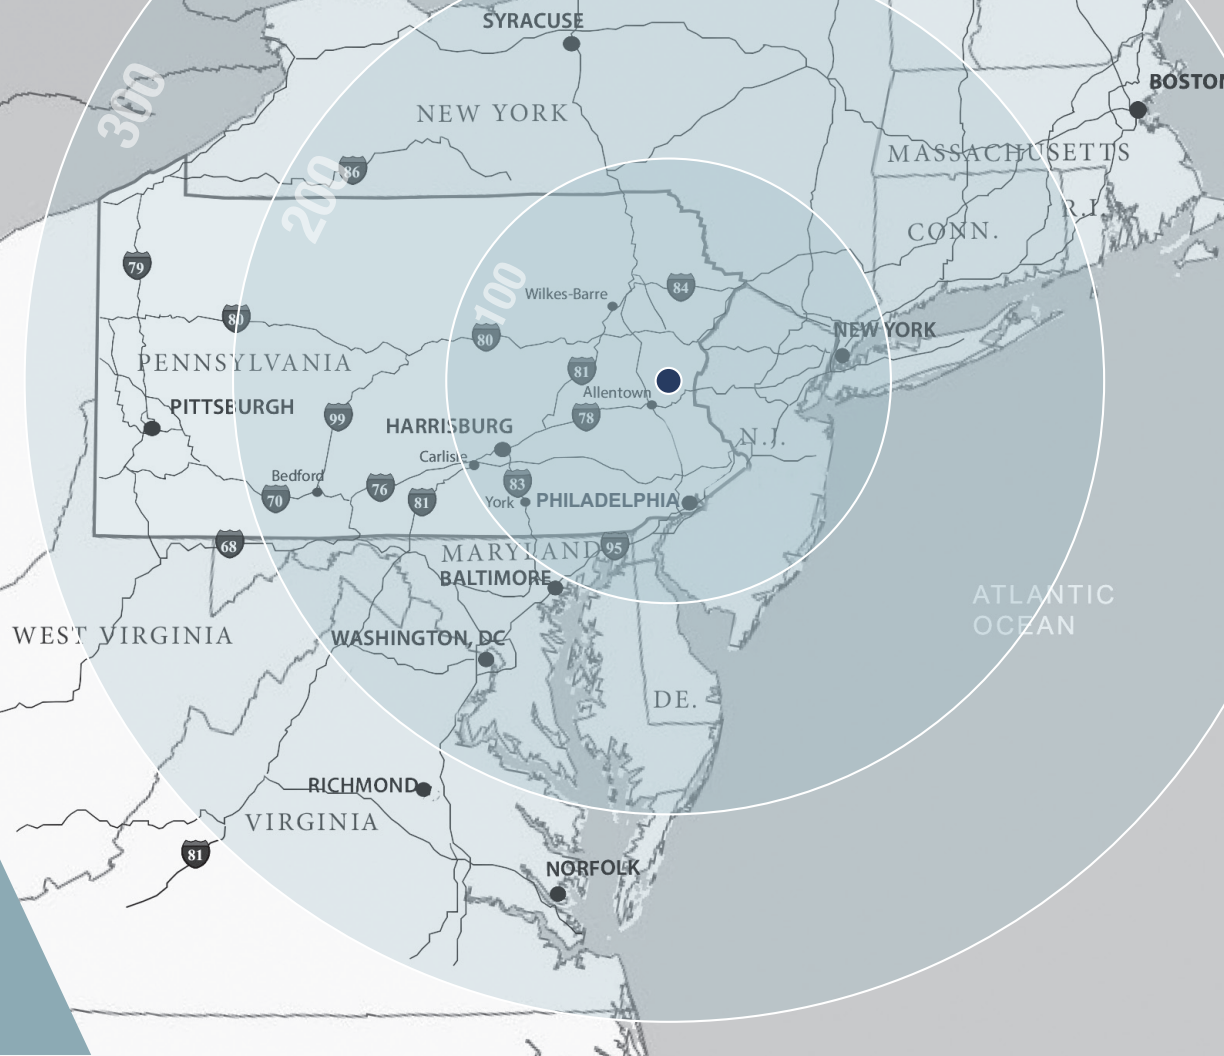 SYRACUSE
BOSTON
300
NEW YORK
MASSACHUSETTS
86
200
R.I.
CONN.
79
84
100
Wilkes-Barre
80
80
NEW YORK
PENNSYLVANIA
81
Allentown
PITTSBURGH
99
78
HARRISBURG
N.J.
Carlisle
Bedford
76
83
70
81
York
PHILADELPHIA
68
MARYLAND
95
BALTIMORE
ATLANTIC
OCEAN
WEST VIRGINIA
WASHINGTON, DC
DE.
RICHMOND
VIRGINIA
81
NORFOLK